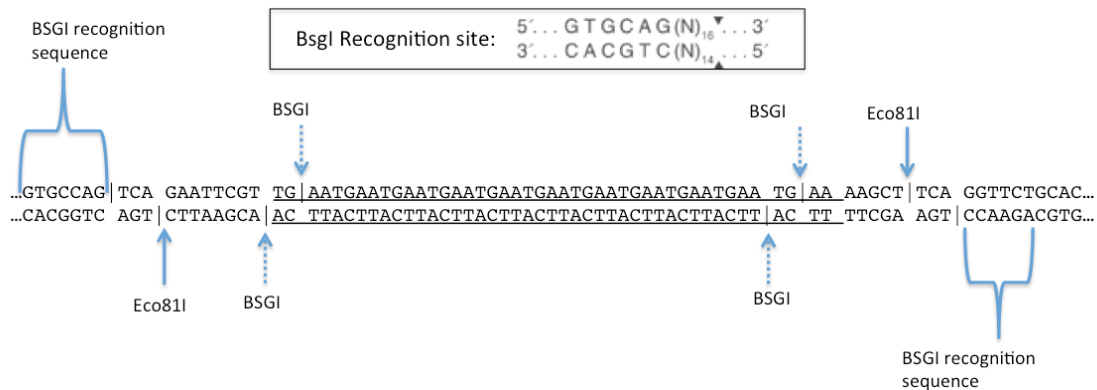 BSGI recognition
sequence
BsgI Recognition site:
5´... G T G C A G (N)16 ... 3´
3´... C A C G T C (N)14 ... 5´
BSGI
BSGI
Eco81I
…GTGCCAG|TCA GAATTCGT TG|AATGAATGAATGAATGAATGAATGAATGAATGAATGAA TG|AA AAGCT|TCA GGTTCTGCAC…
CACGGTC AGT|CTTAAGCA|AC TTACTTACTTACTTACTTACTTACTTACTTACTTACTT|AC TT TTCGA AGT|CCAAGACGTG…
Eco81I
BSGI
BSGI
BSGI recognition
sequence